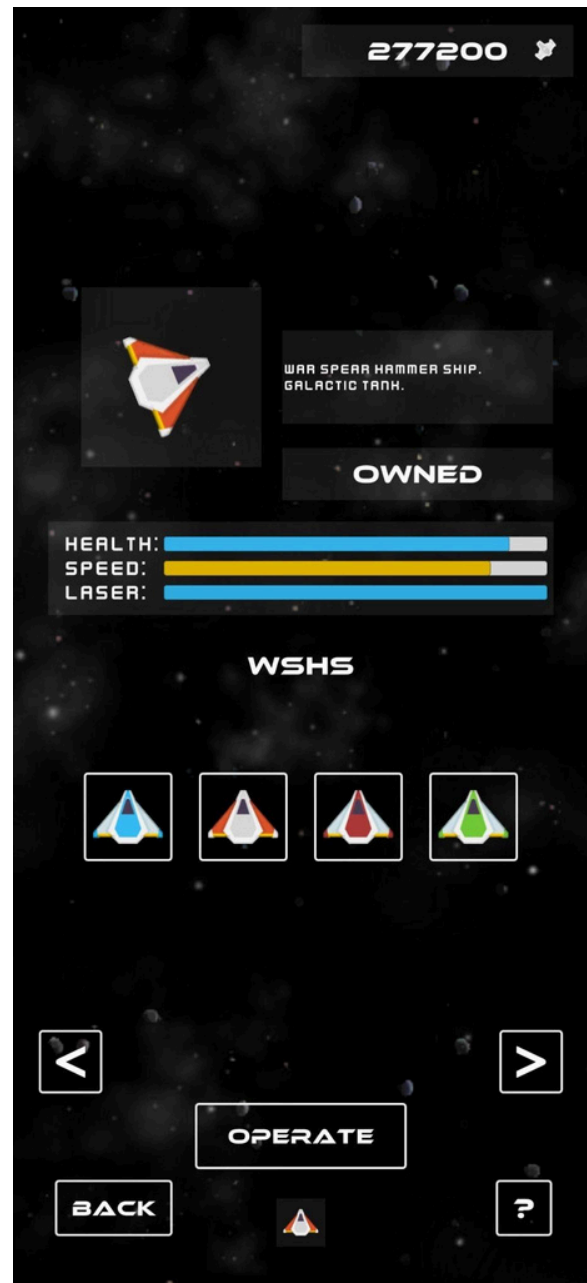 277200
WAR SPEAR HAMMER SHIP.
GALACTIC TANK.
OWNED
HEALTH:
SPEED:
LASER:
WSHS
<
>
OPERATE
BACK
?